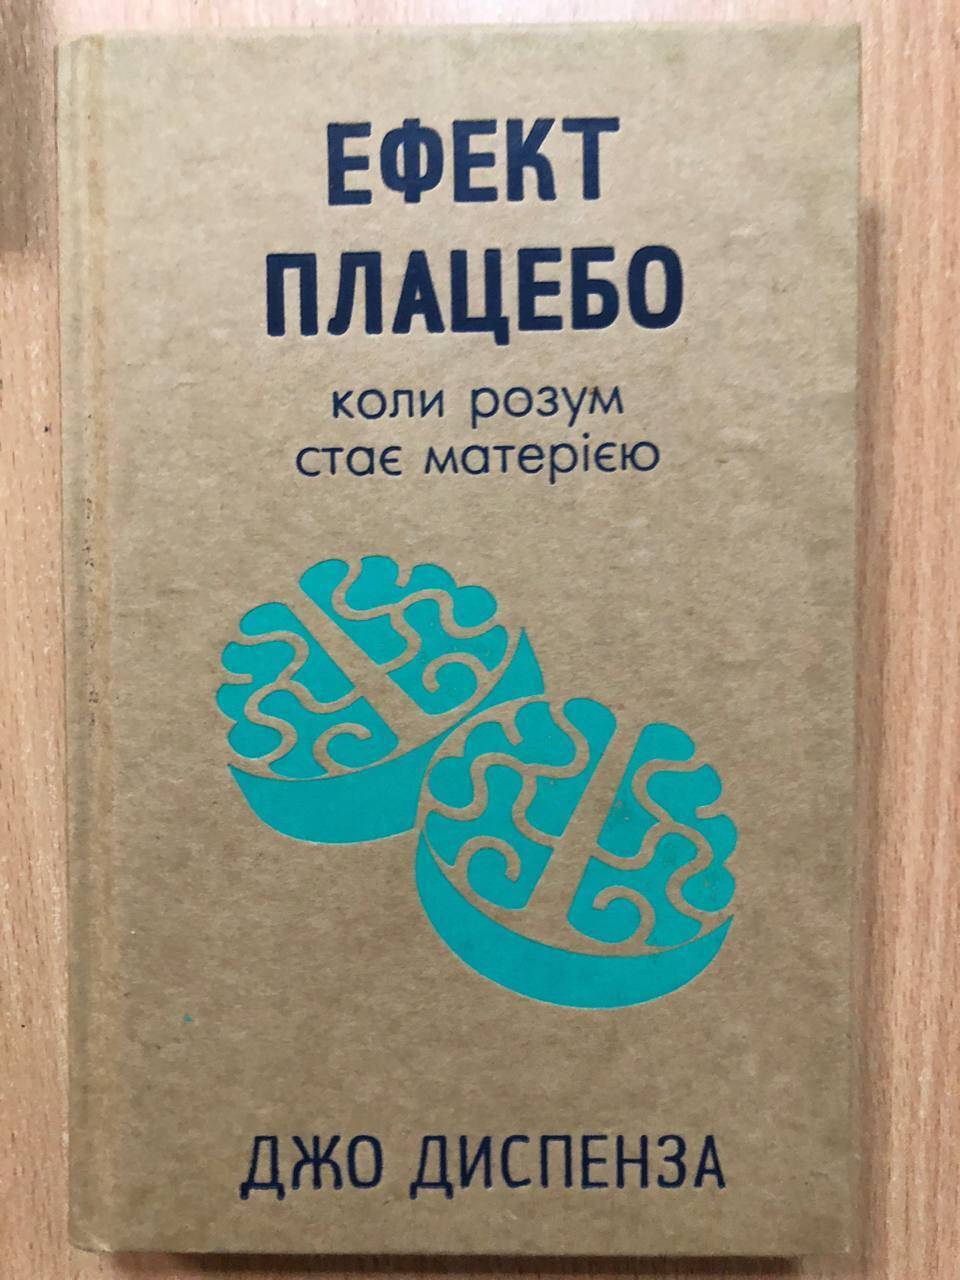 ЕФЕКТ
ПЛАЦЕБО
коли розум
стає матерією
ДЖО ДИСПЕНЗА